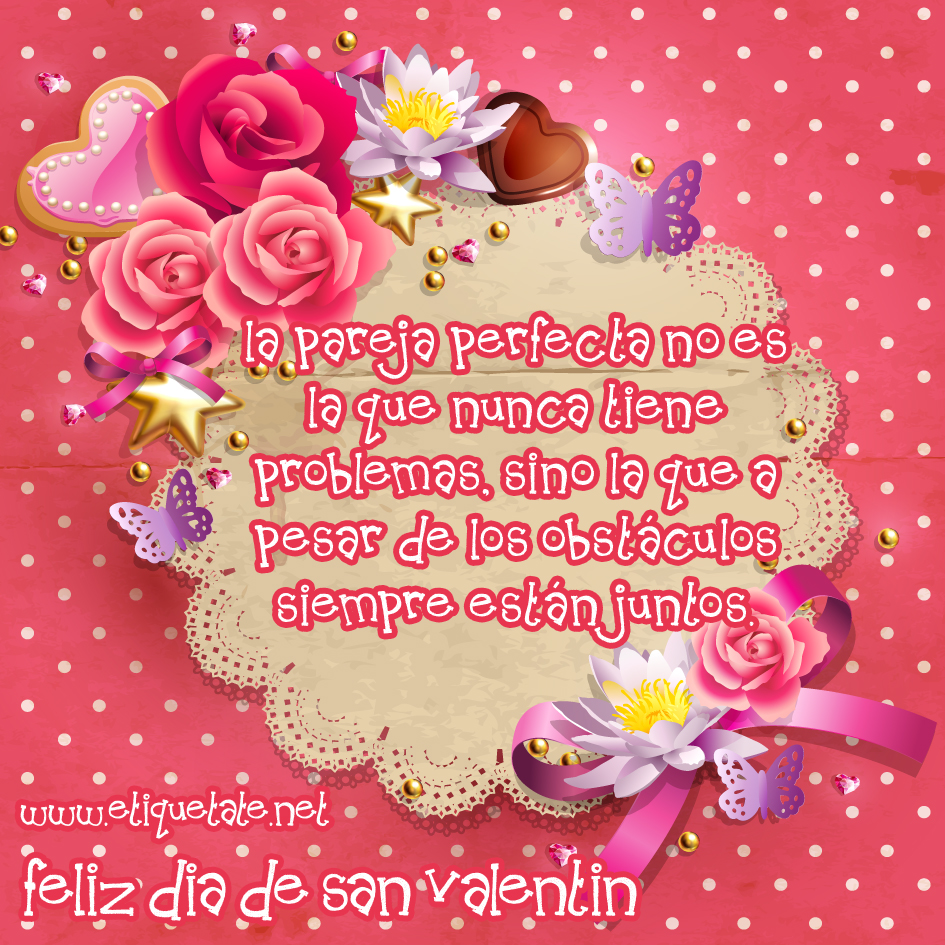 la pareja perfecta no es
la que nunca tiene
problemas, sino la que a
pesar de los obstáculos
siempre están juntos.
www.etiquetate.net
feliz dia de san valentin